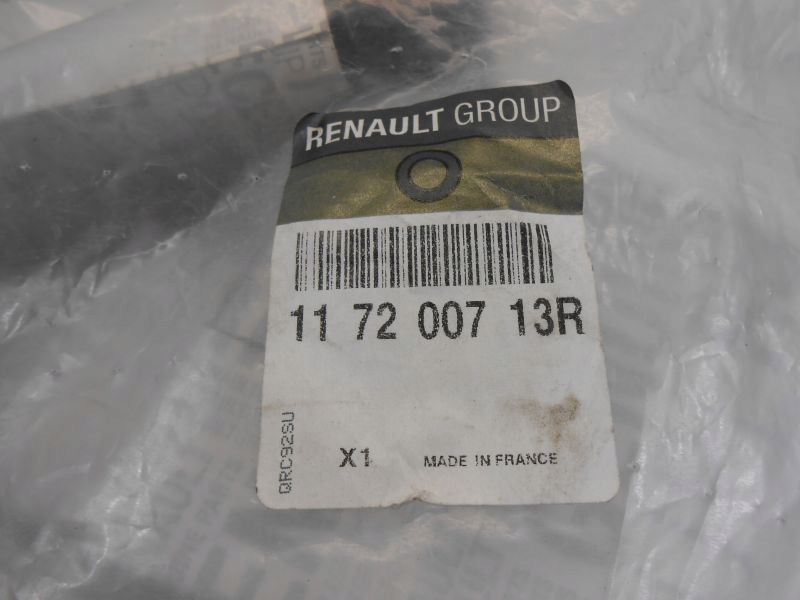 RENAULT GROUP
11 72 007 13R
QRC92SU
X1 MADE IN FRANCE